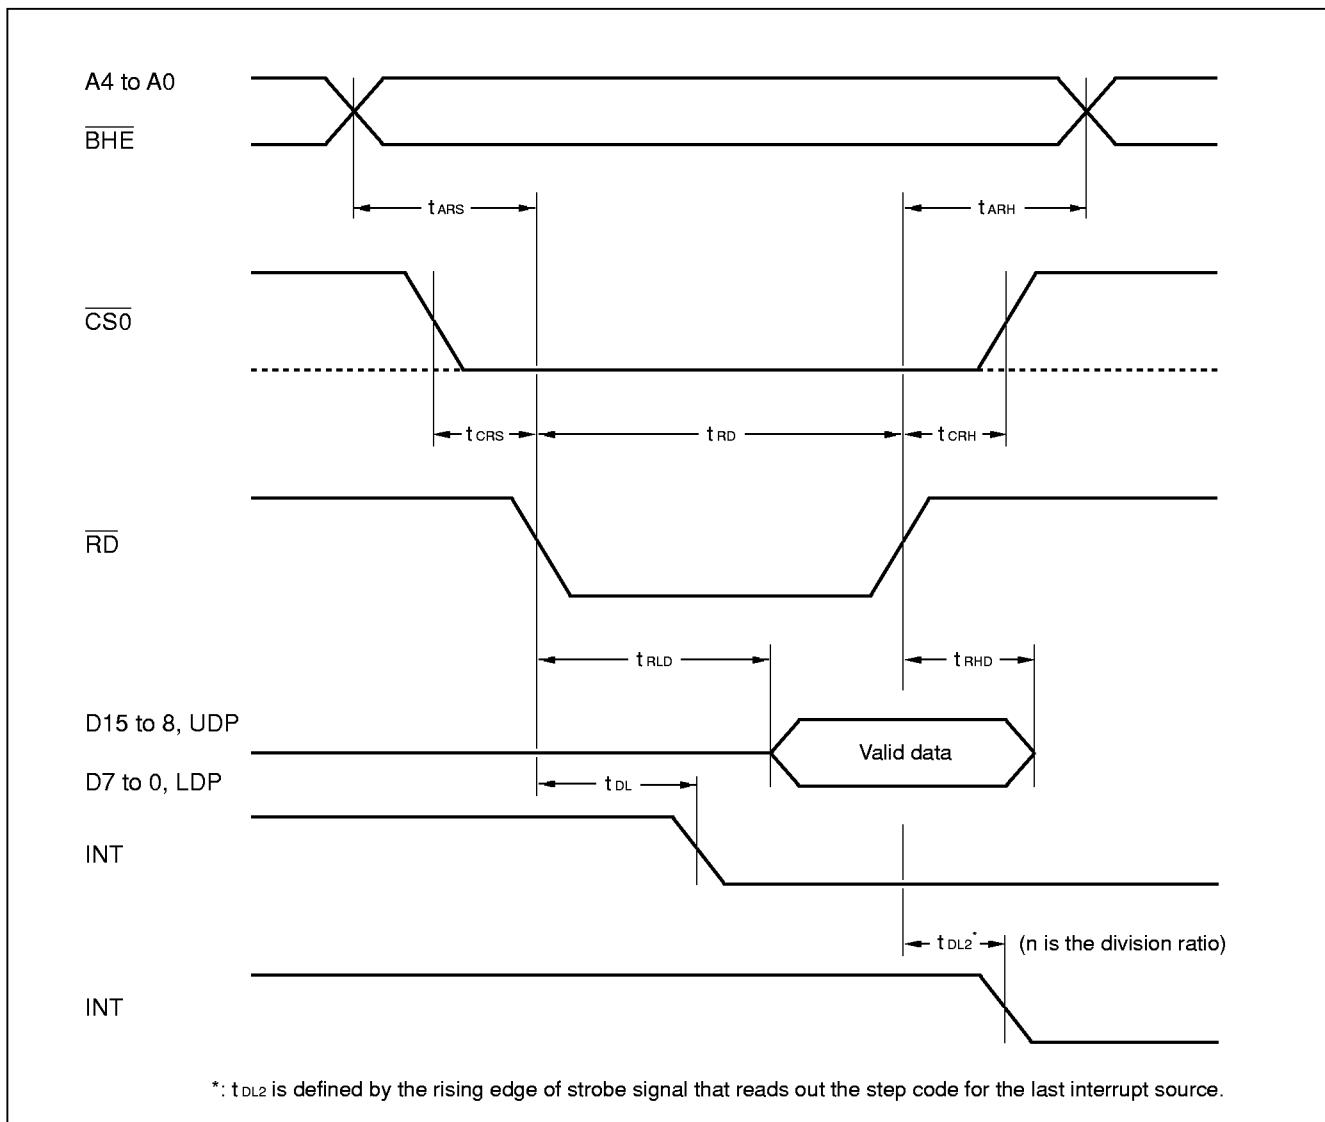 A4 to A0
BHE
tARS
tARH
CS0
tCRS
tRD
tCRH
RD
tRLD
tRHD
D15 to 8, UDP
Valid data
D7 to 0, LDP
tDL
INT
tDL2* (n is the division ratio)
INT
*: tDL2 is defined by the rising edge of strobe signal that reads out the step code for the last interrupt source.